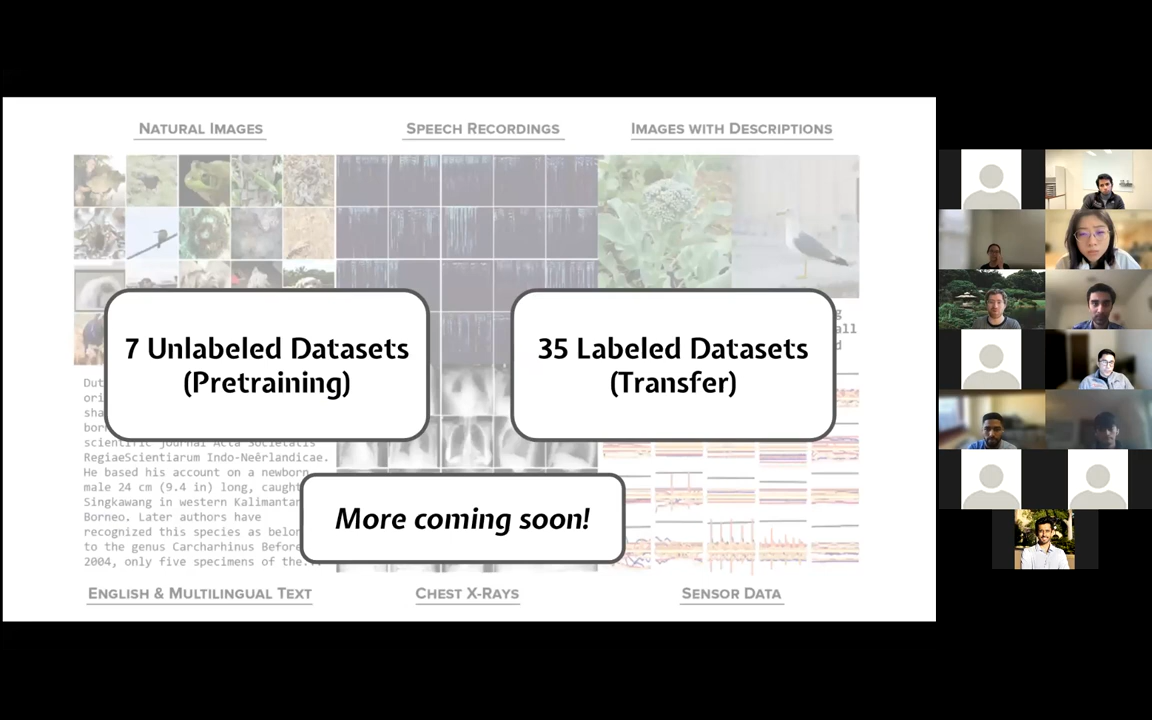 NATURAL IMAGES
SPEECH RECORDINGS
IMAGES WITH DESCRIPTIONS
7 Unlabeled Datasets
(Pretraining)
35 Labeled Datasets
(Transfer)
More coming soon!
scientific journal Acta Societatis
RegiaeScientiarum Indo-Neêrlandicae.
He based his account on a newborn
male 24 cm (9.4 in) long, caught
Singkawang in western Kalimantan
Borneo. Later authors have
recognized this species as belon
to the genus Carcharhinus Before
2004, only five specimens of the...
ENGLISH & MULTILINGUAL TEXT
CHEST X-RAYS
SENSOR DATA